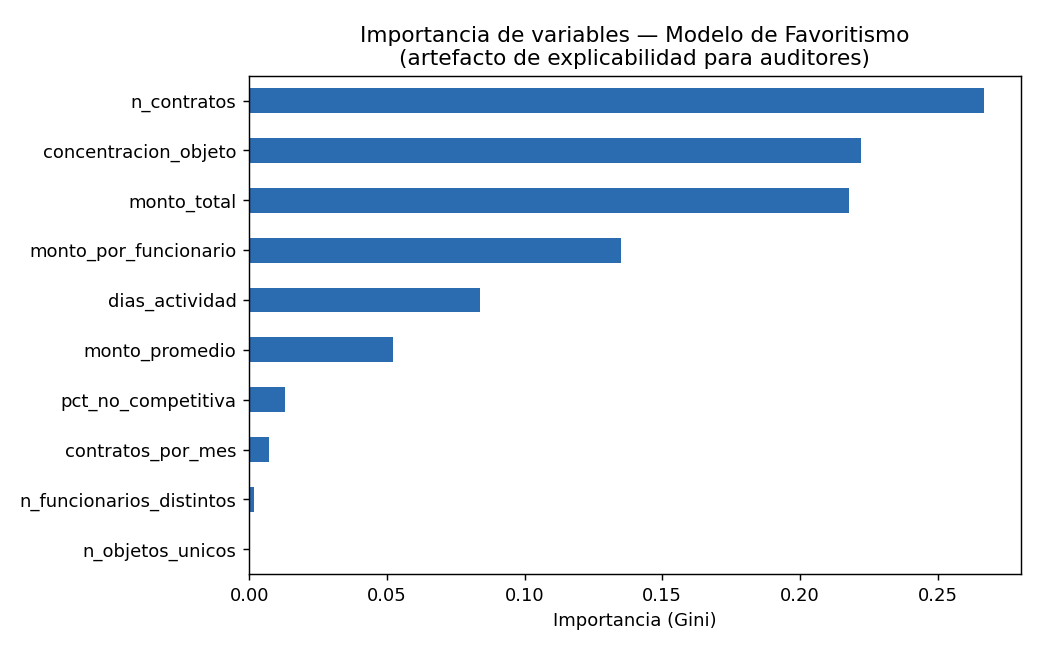 Importancia de variables — Modelo de Favoritismo
(artefacto de explicabilidad para auditores)
n_contratos
concentracion_objeto
monto_total
monto_por_funcionario
dias_actividad
monto_promedio
pct_no_competitiva
contratos_por_mes
n_funcionarios_distintos
n_objetos_unicos
0.00 0.05 0.10 0.15 0.20 0.25
Importancia (Gini)